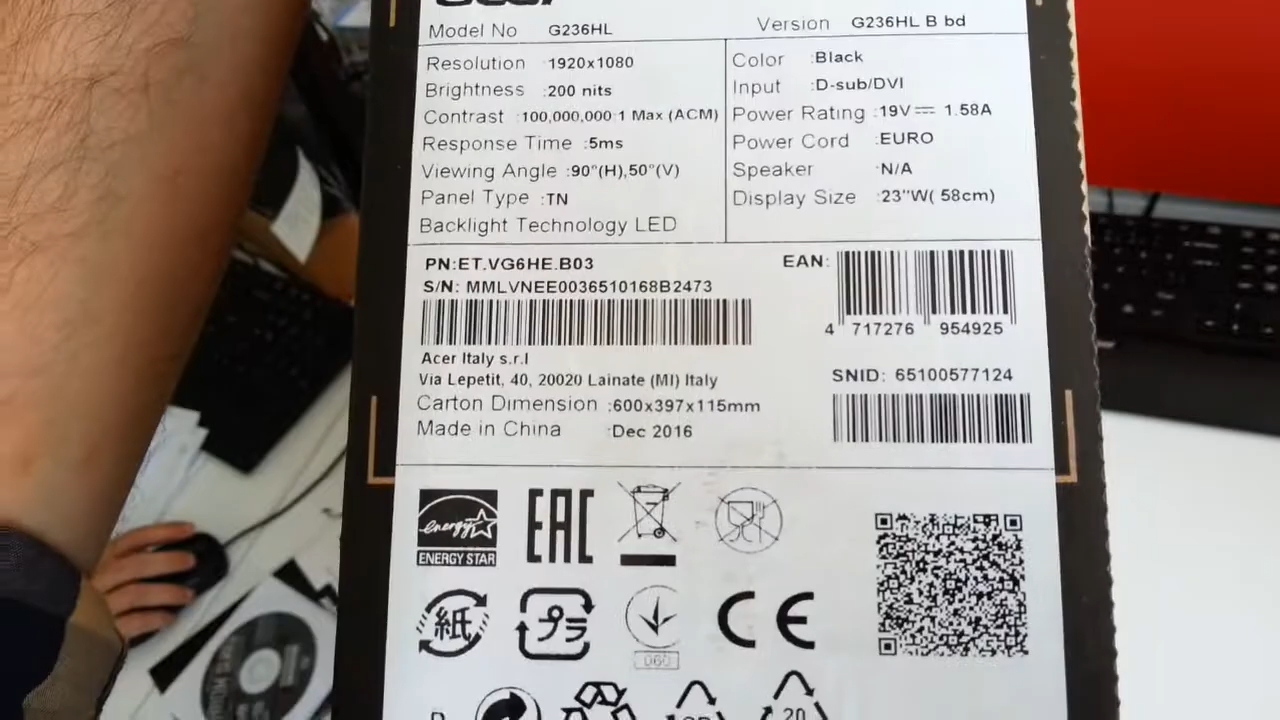 acer
Model No G236HL
Version G236HL B bd
Resolution :1920x1080
Brightness :200 nits
Contrast :100,000,000:1 Max (ACM)
Response Time :5ms
Viewing Angle :90°(H),50°(V)
Panel Type :TN
Backlight Technology LED
Color :Black
Input :D-sub/DVI
Power Rating :19V⎓ 1.58A
Power Cord :EURO
Speaker :N/A
Display Size :23"W( 58cm)
PN:ET.VG6HE.B03
S/N: MMLVNEE0036510168B2473
EAN:
4 717276 954925
Acer Italy s.r.l
Via Lepetit, 40, 20020 Lainate (MI) Italy
Carton Dimension :600x397x115mm
Made in China :Dec 2016
SNID: 65100577124
energy
ENERGY STAR
EAC
紙
プラ
060
CE
20